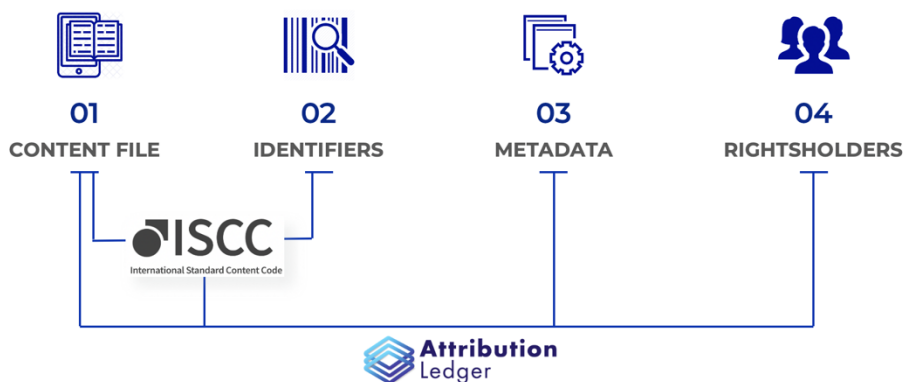 01
CONTENT FILE
02
IDENTIFIERS
03
METADATA
04
RIGHTSHOLDERS
ISCC
International Standard Content Code
Attribution
Ledger